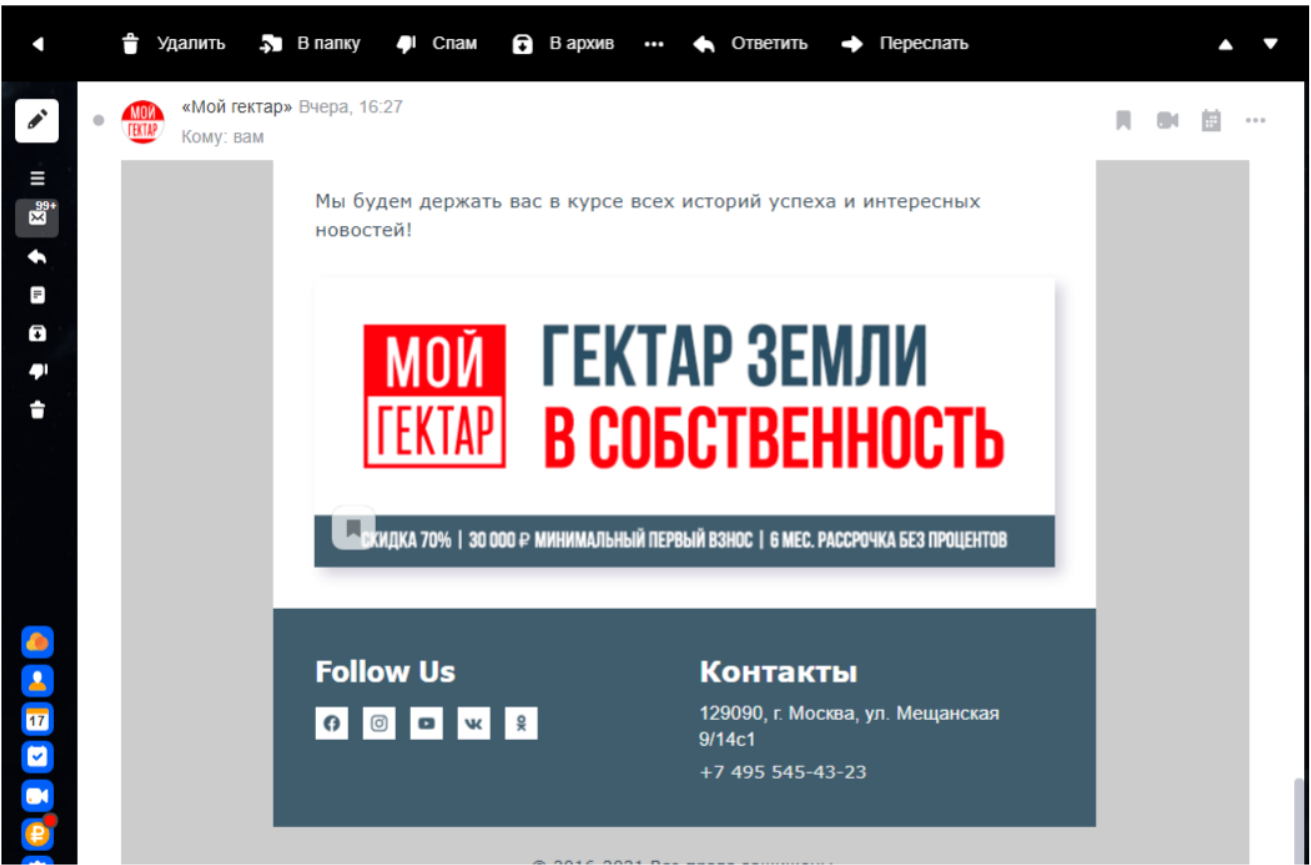 Удалить В папку Спам В архив ••• Ответить Переслать
«Мой гектар» Вчера, 16:27
МОЙ ГЕКТАР
Кому: вам
99+
Мы будем держать вас в курсе всех историй успеха и интересных
новостей!
МОЙ
ГЕКТАР
ГЕКТАР ЗЕМЛИ
В СОБСТВЕННОСТЬ
СКИДКА 70% | 30 000 ₽ МИНИМАЛЬНЫЙ ПЕРВЫЙ ВЗНОС | 6 МЕС. РАССРОЧКА БЕЗ ПРОЦЕНТОВ
Follow Us
Контакты
129090, г. Москва, ул. Мещанская
9/14с1
+7 495 545-43-23
17